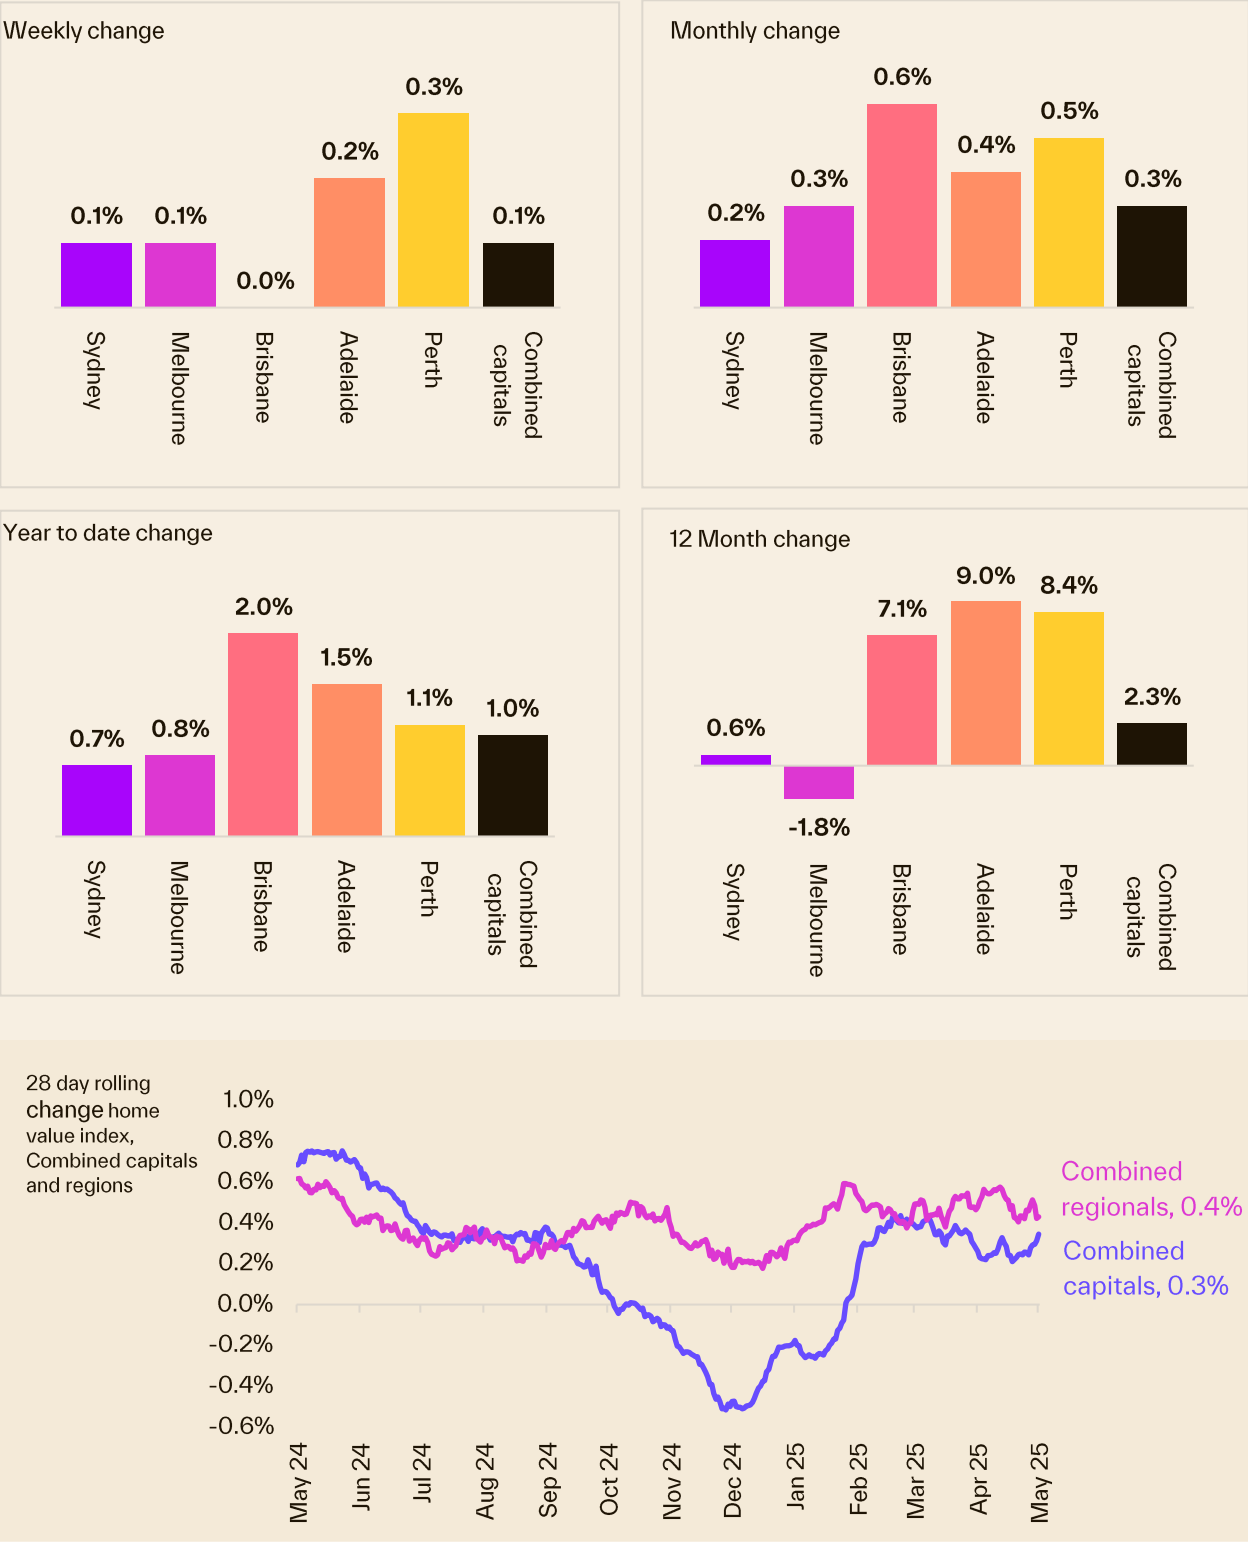 Weekly change
0.1%
0.1%
0.0%
0.2%
0.3%
0.1%
Sydney
Melbourne
Brisbane
Adelaide
Perth
Combined
capitals
Monthly change
0.2%
0.3%
0.6%
0.4%
0.5%
0.3%
Sydney
Melbourne
Brisbane
Adelaide
Perth
Combined
capitals
Year to date change
0.7%
0.8%
2.0%
1.5%
1.1%
1.0%
Sydney
Melbourne
Brisbane
Adelaide
Perth
Combined
capitals
12 Month change
0.6%
-1.8%
7.1%
9.0%
8.4%
2.3%
Sydney
Melbourne
Brisbane
Adelaide
Perth
Combined
capitals
28 day rolling
change home
value index,
Combined capitals
and regions
1.0%
0.8%
0.6%
0.4%
0.2%
0.0%
-0.2%
-0.4%
-0.6%
Combined
regionals, 0.4%
Combined
capitals, 0.3%
May 24
Jun 24
Jul 24
Aug 24
Sep 24
Oct 24
Nov 24
Dec 24
Jan 25
Feb 25
Mar 25
Apr 25
May 25